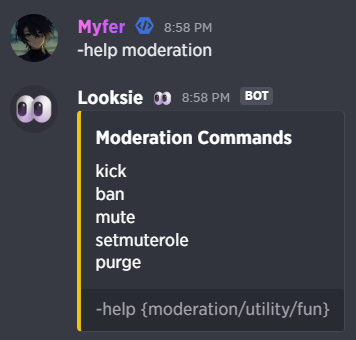 Myfer 8:58 PM
-help moderation
Looksie 👀 8:58 PM BOT
Moderation Commands
kick
ban
mute
setmuterole
purge
-help {moderation/utility/fun}